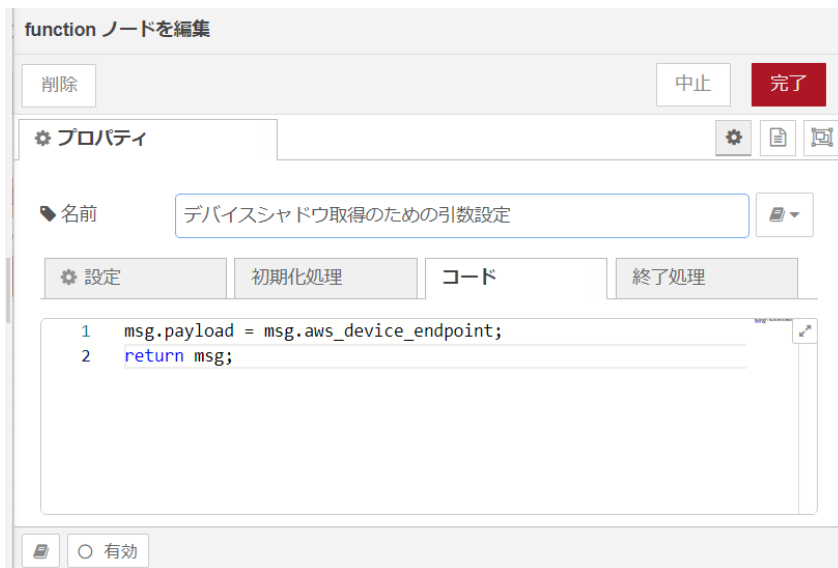 function ノードを編集
削除 中止 完了
プロパティ
名前 デバイスシャドウ取得のための引数設定
設定 初期化処理 コード 終了処理
1 msg.payload = msg.aws_device_endpoint;
2 return msg;
有効